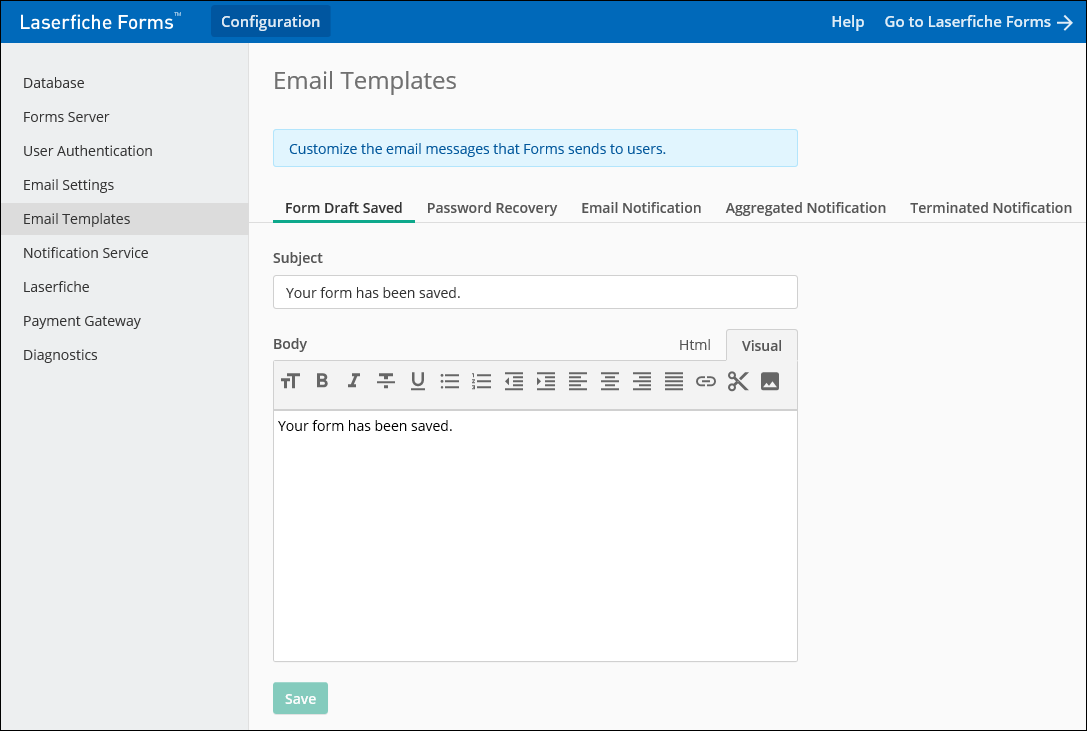 Laserfiche Forms™ Configuration Help Go to Laserfiche Forms
Database
Forms Server
User Authentication
Email Settings
Email Templates
Notification Service
Laserfiche
Payment Gateway
Diagnostics
Email Templates
Customize the email messages that Forms sends to users.
Form Draft Saved Password Recovery Email Notification Aggregated Notification Terminated Notification
Subject
Your form has been saved.
Body Html Visual
Your form has been saved.
Save